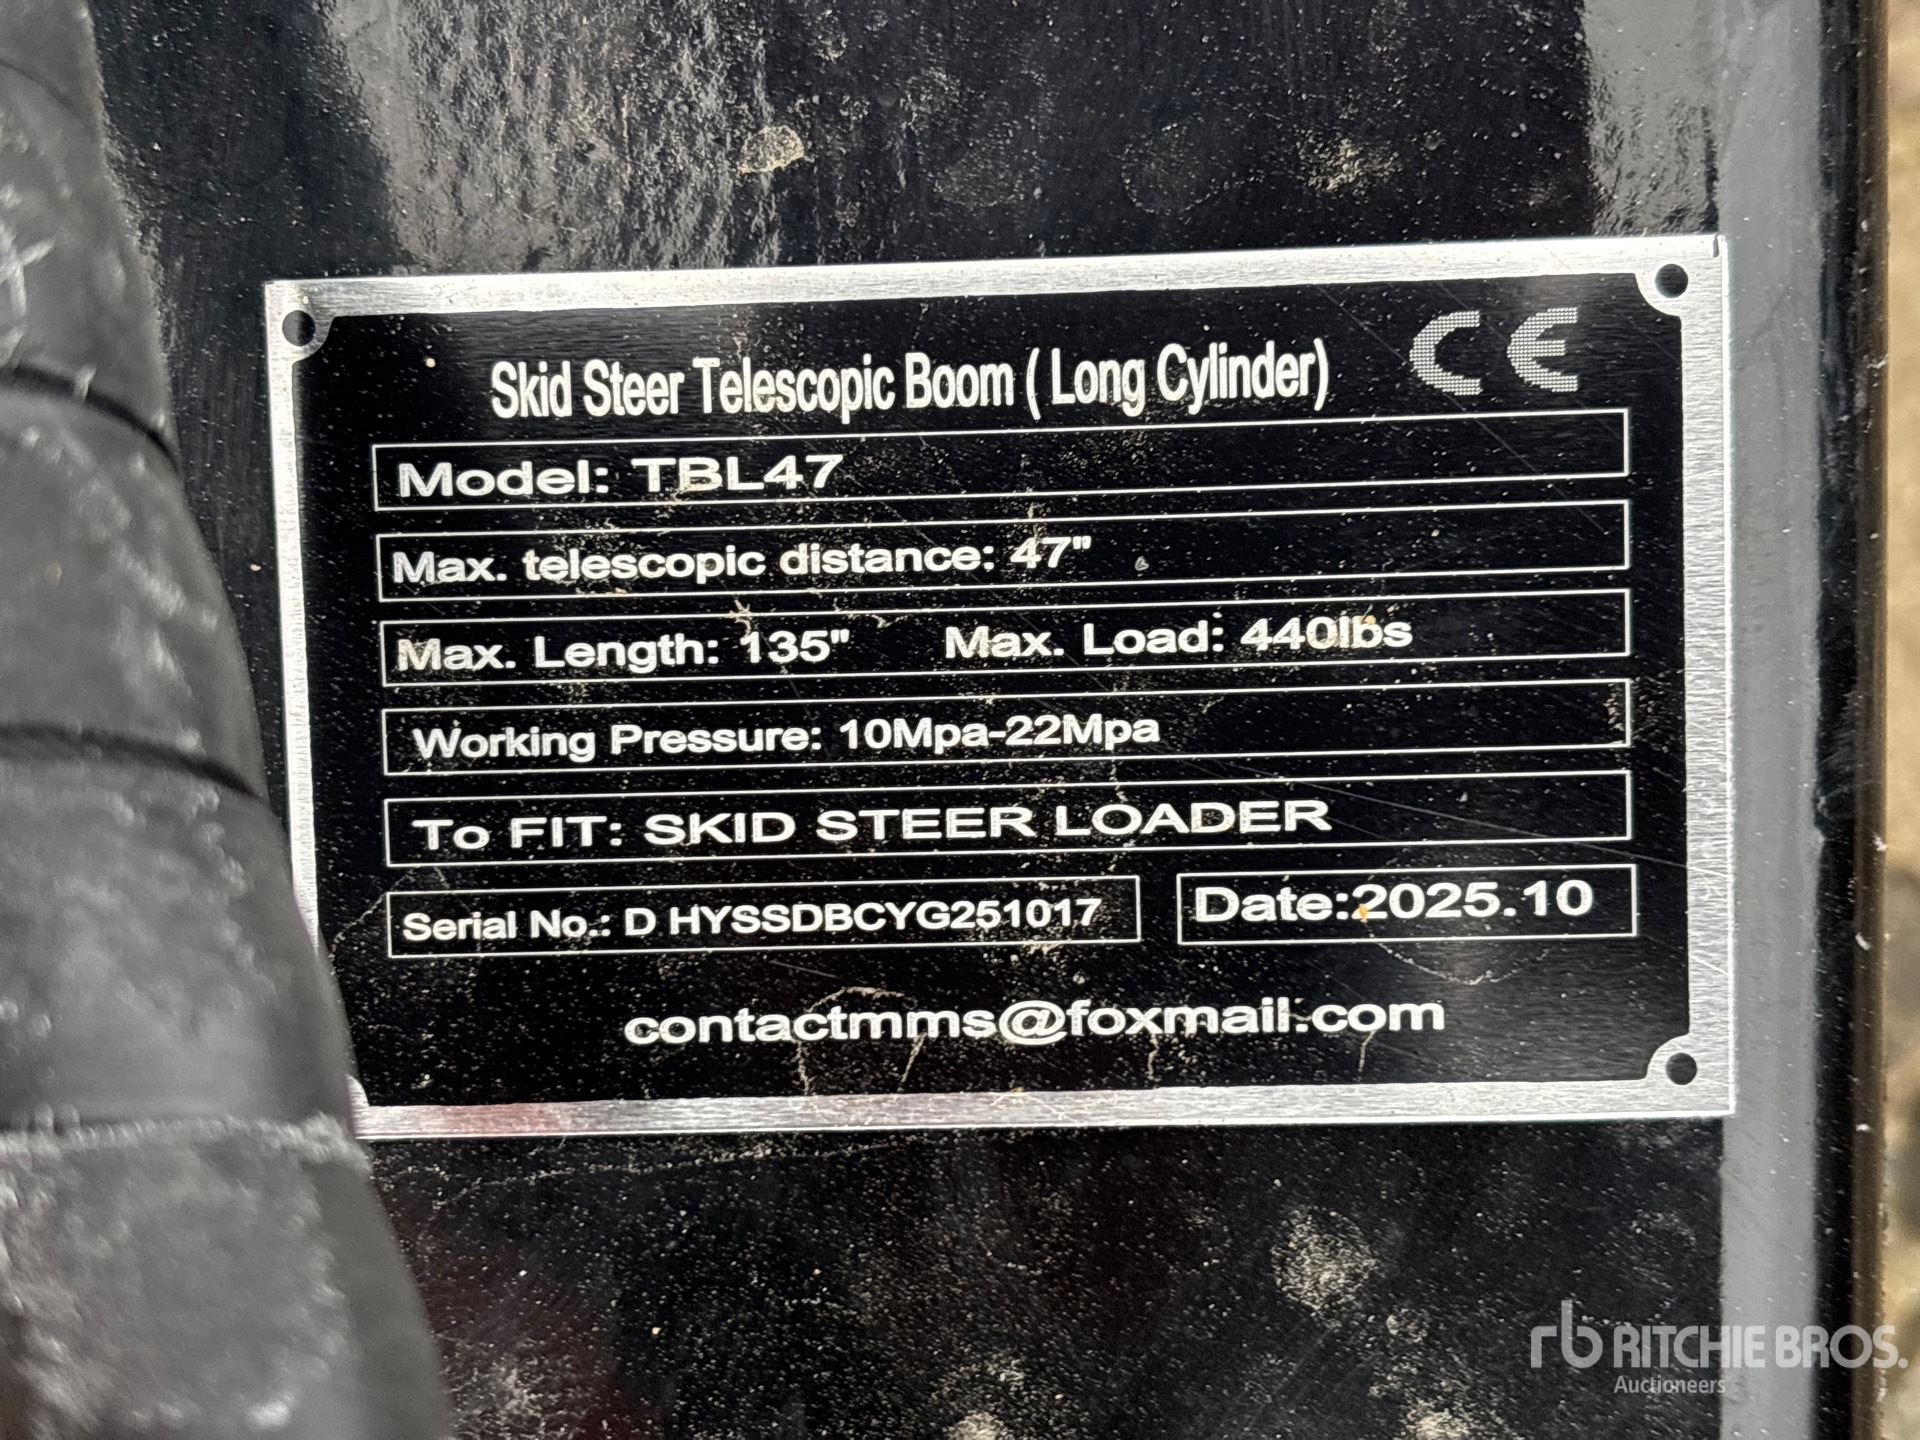 CE
Skid Steer Telescopic Boom ( Long Cylinder)
Model: TBL47
Max. telescopic distance: 47"
Max. Length: 135" Max. Load: 440lbs
Working Pressure: 10Mpa-22Mpa
To FIT: SKID STEER LOADER
Serial No.: D HYSSDBCYG251017 Date:2025.10
contactmms@foxmail.com
rb RITCHIE BROS.
Auctioneers